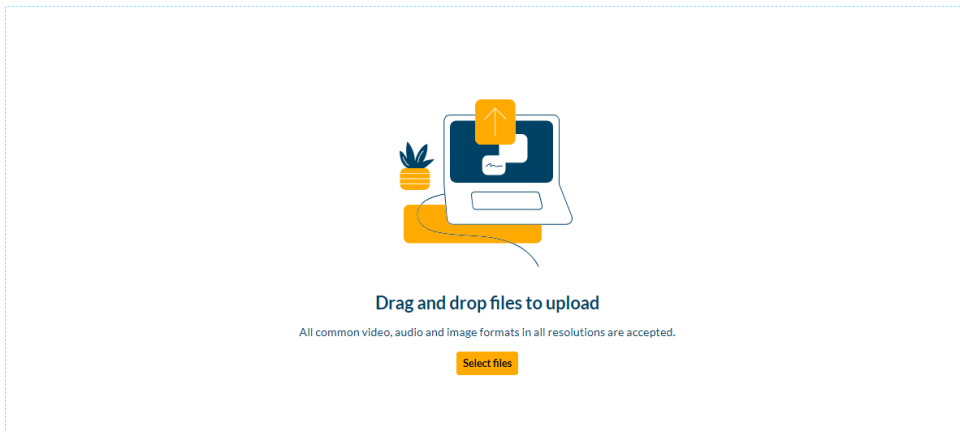 Drag and drop files to upload
All common video, audio and image formats in all resolutions are accepted.
Select files